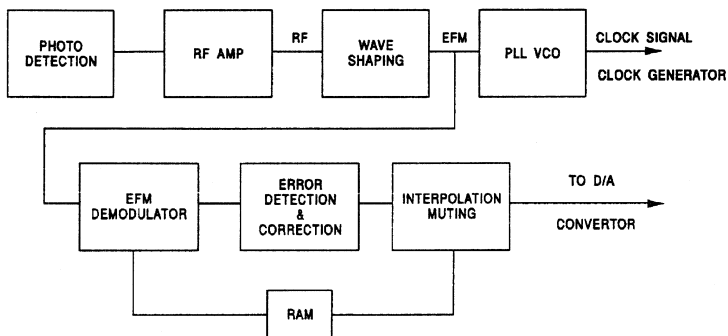 PHOTO
DETECTION
RF AMP
RF
WAVE
SHAPING
EFM
PLL VCO
CLOCK SIGNAL
CLOCK GENERATOR
EFM
DEMODULATOR
ERROR
DETECTION
&
CORRECTION
INTERPOLATION
MUTING
TO D/A
CONVERTOR
RAM